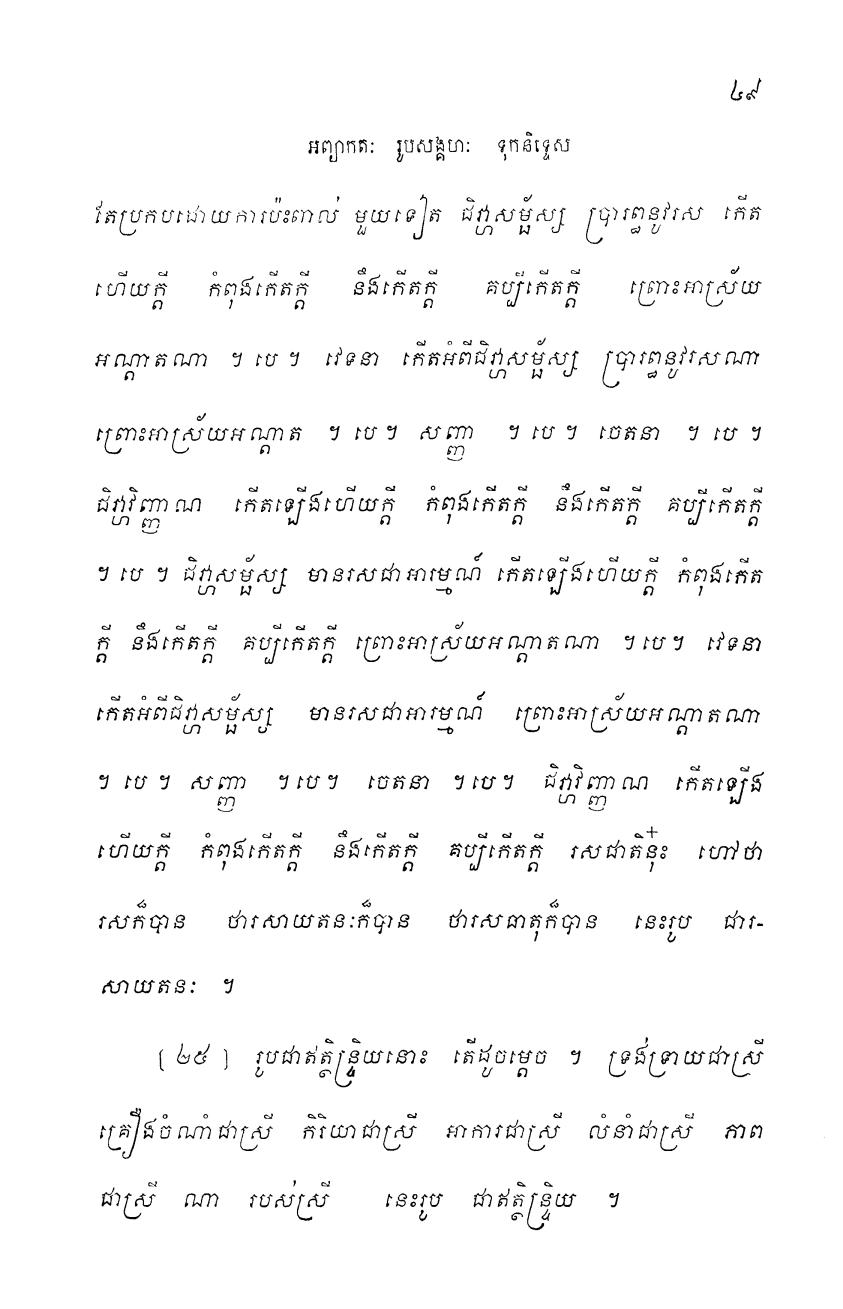 ៤៩
អព្យាកតៈ រូបសង្គហៈ ទុកនិទ្ទេស
តែប្រកបដោយការប៉ះពាល់ មួយទៀត ជិវ្ហាសម្ផ័ស្ស ប្រារព្ធនូវរស កើត
ហើយក្តី កំពុងកើតក្តី នឹងកើតក្តី គប្បីកើតក្តី ព្រោះអាស្រ័យ
អណ្តាតណា ។ បេ ។ វេទនា កើតអំពីជិវ្ហាសម្ផ័ស្ស ប្រារព្ធនូវរសណា
ព្រោះអាស្រ័យអណ្តាត ។ បេ ។ សញ្ញា ។ បេ ។ ចេតនា ។ បេ ។
ជិវ្ហាវិញ្ញាណ កើតឡើងហើយក្តី កំពុងកើតក្តី នឹងកើតក្តី គប្បីកើតក្តី
។ បេ ។ ជិវ្ហាសម្ផ័ស្ស មានរសជាអារម្មណ៍ កើតឡើងហើយក្តី កំពុងកើត
ក្តី នឹងកើតក្តី គប្បីកើតក្តី ព្រោះអាស្រ័យអណ្តាតណា ។ បេ ។ វេទនា
កើតអំពីជិវ្ហាសម្ផ័ស្ស មានរសជាអារម្មណ៍ ព្រោះអាស្រ័យអណ្តាតណា
។ បេ ។ សញ្ញា ។ បេ ។ ចេតនា ។ បេ ។ ជិវ្ហាវិញ្ញាណ កើតឡើង
ហើយក្តី កំពុងកើតក្តី នឹងកើតក្តី គប្បីកើតក្តី រសជាតិនុ៎ះ ហៅថា
រសក៏បាន ថារសាយតនៈក៏បាន ថារសធាតុក៏បាន នេះរូប ជារ-
សាយតនៈ ។
[ ២៥ ] រូបជាឥត្ថិន្ទ្រិយនោះ តើដូចម្តេច ។ ទ្រង់ទ្រាយជាស្រី
គ្រឿងចំណាំជាស្រី កិរិយាជាស្រី អាការជាស្រី លំនាំជាស្រី ភាព
ជាស្រី ណា របស់ស្រី នេះរូប ជាឥត្ថិន្ទ្រិយ ។